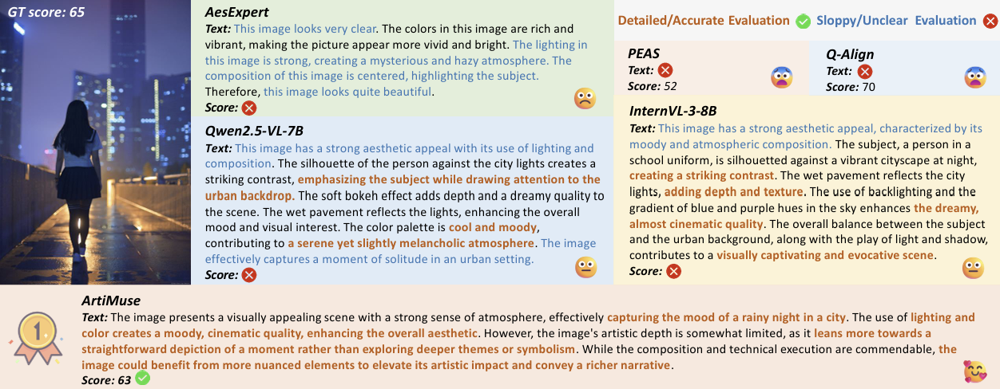 GT score: 65
AesExpert
Text: This image looks very clear. The colors in this image are rich and
vibrant, making the picture appear more vivid and bright. The lighting in
this image is strong, creating a mysterious and hazy atmosphere. The
composition of this image is centered, highlighting the subject.
Therefore, this image looks quite beautiful.
Score:
Qwen2.5-VL-7B
Text: This image has a strong aesthetic appeal with its use of lighting and
composition. The silhouette of the person against the city lights creates a
striking contrast, emphasizing the subject while drawing attention to the
urban backdrop. The soft bokeh effect adds depth and a dreamy quality to
the scene. The wet pavement reflects the lights, enhancing the overall
mood and visual interest. The color palette is cool and moody,
contributing to a serene yet slightly melancholic atmosphere. The image
effectively captures a moment of solitude in an urban setting.
Score:
Detailed/Accurate Evaluation Sloppy/Unclear Evaluation
PEAS
Text:
Score: 52
Q-Align
Text:
Score: 70
InternVL-3-8B
Text: This image has a strong aesthetic appeal, characterized by its
moody and atmospheric composition. The subject, a person in a
school uniform, is silhouetted against a vibrant cityscape at night,
creating a striking contrast. The wet pavement reflects the city
lights, adding depth and texture. The use of backlighting and the
gradient of blue and purple hues in the sky enhances the dreamy,
almost cinematic quality. The overall balance between the subject
and the urban background, along with the play of light and shadow,
contributes to a visually captivating and evocative scene.
Score:
1
ArtiMuse
Text: The image presents a visually appealing scene with a strong sense of atmosphere, effectively capturing the mood of a rainy night in a city. The use of lighting and
color creates a moody, cinematic quality, enhancing the overall aesthetic. However, the image's artistic depth is somewhat limited, as it leans more towards a
straightforward depiction of a moment rather than exploring deeper themes or symbolism. While the composition and technical execution are commendable, the
image could benefit from more nuanced elements to elevate its artistic impact and convey a richer narrative.
Score: 63